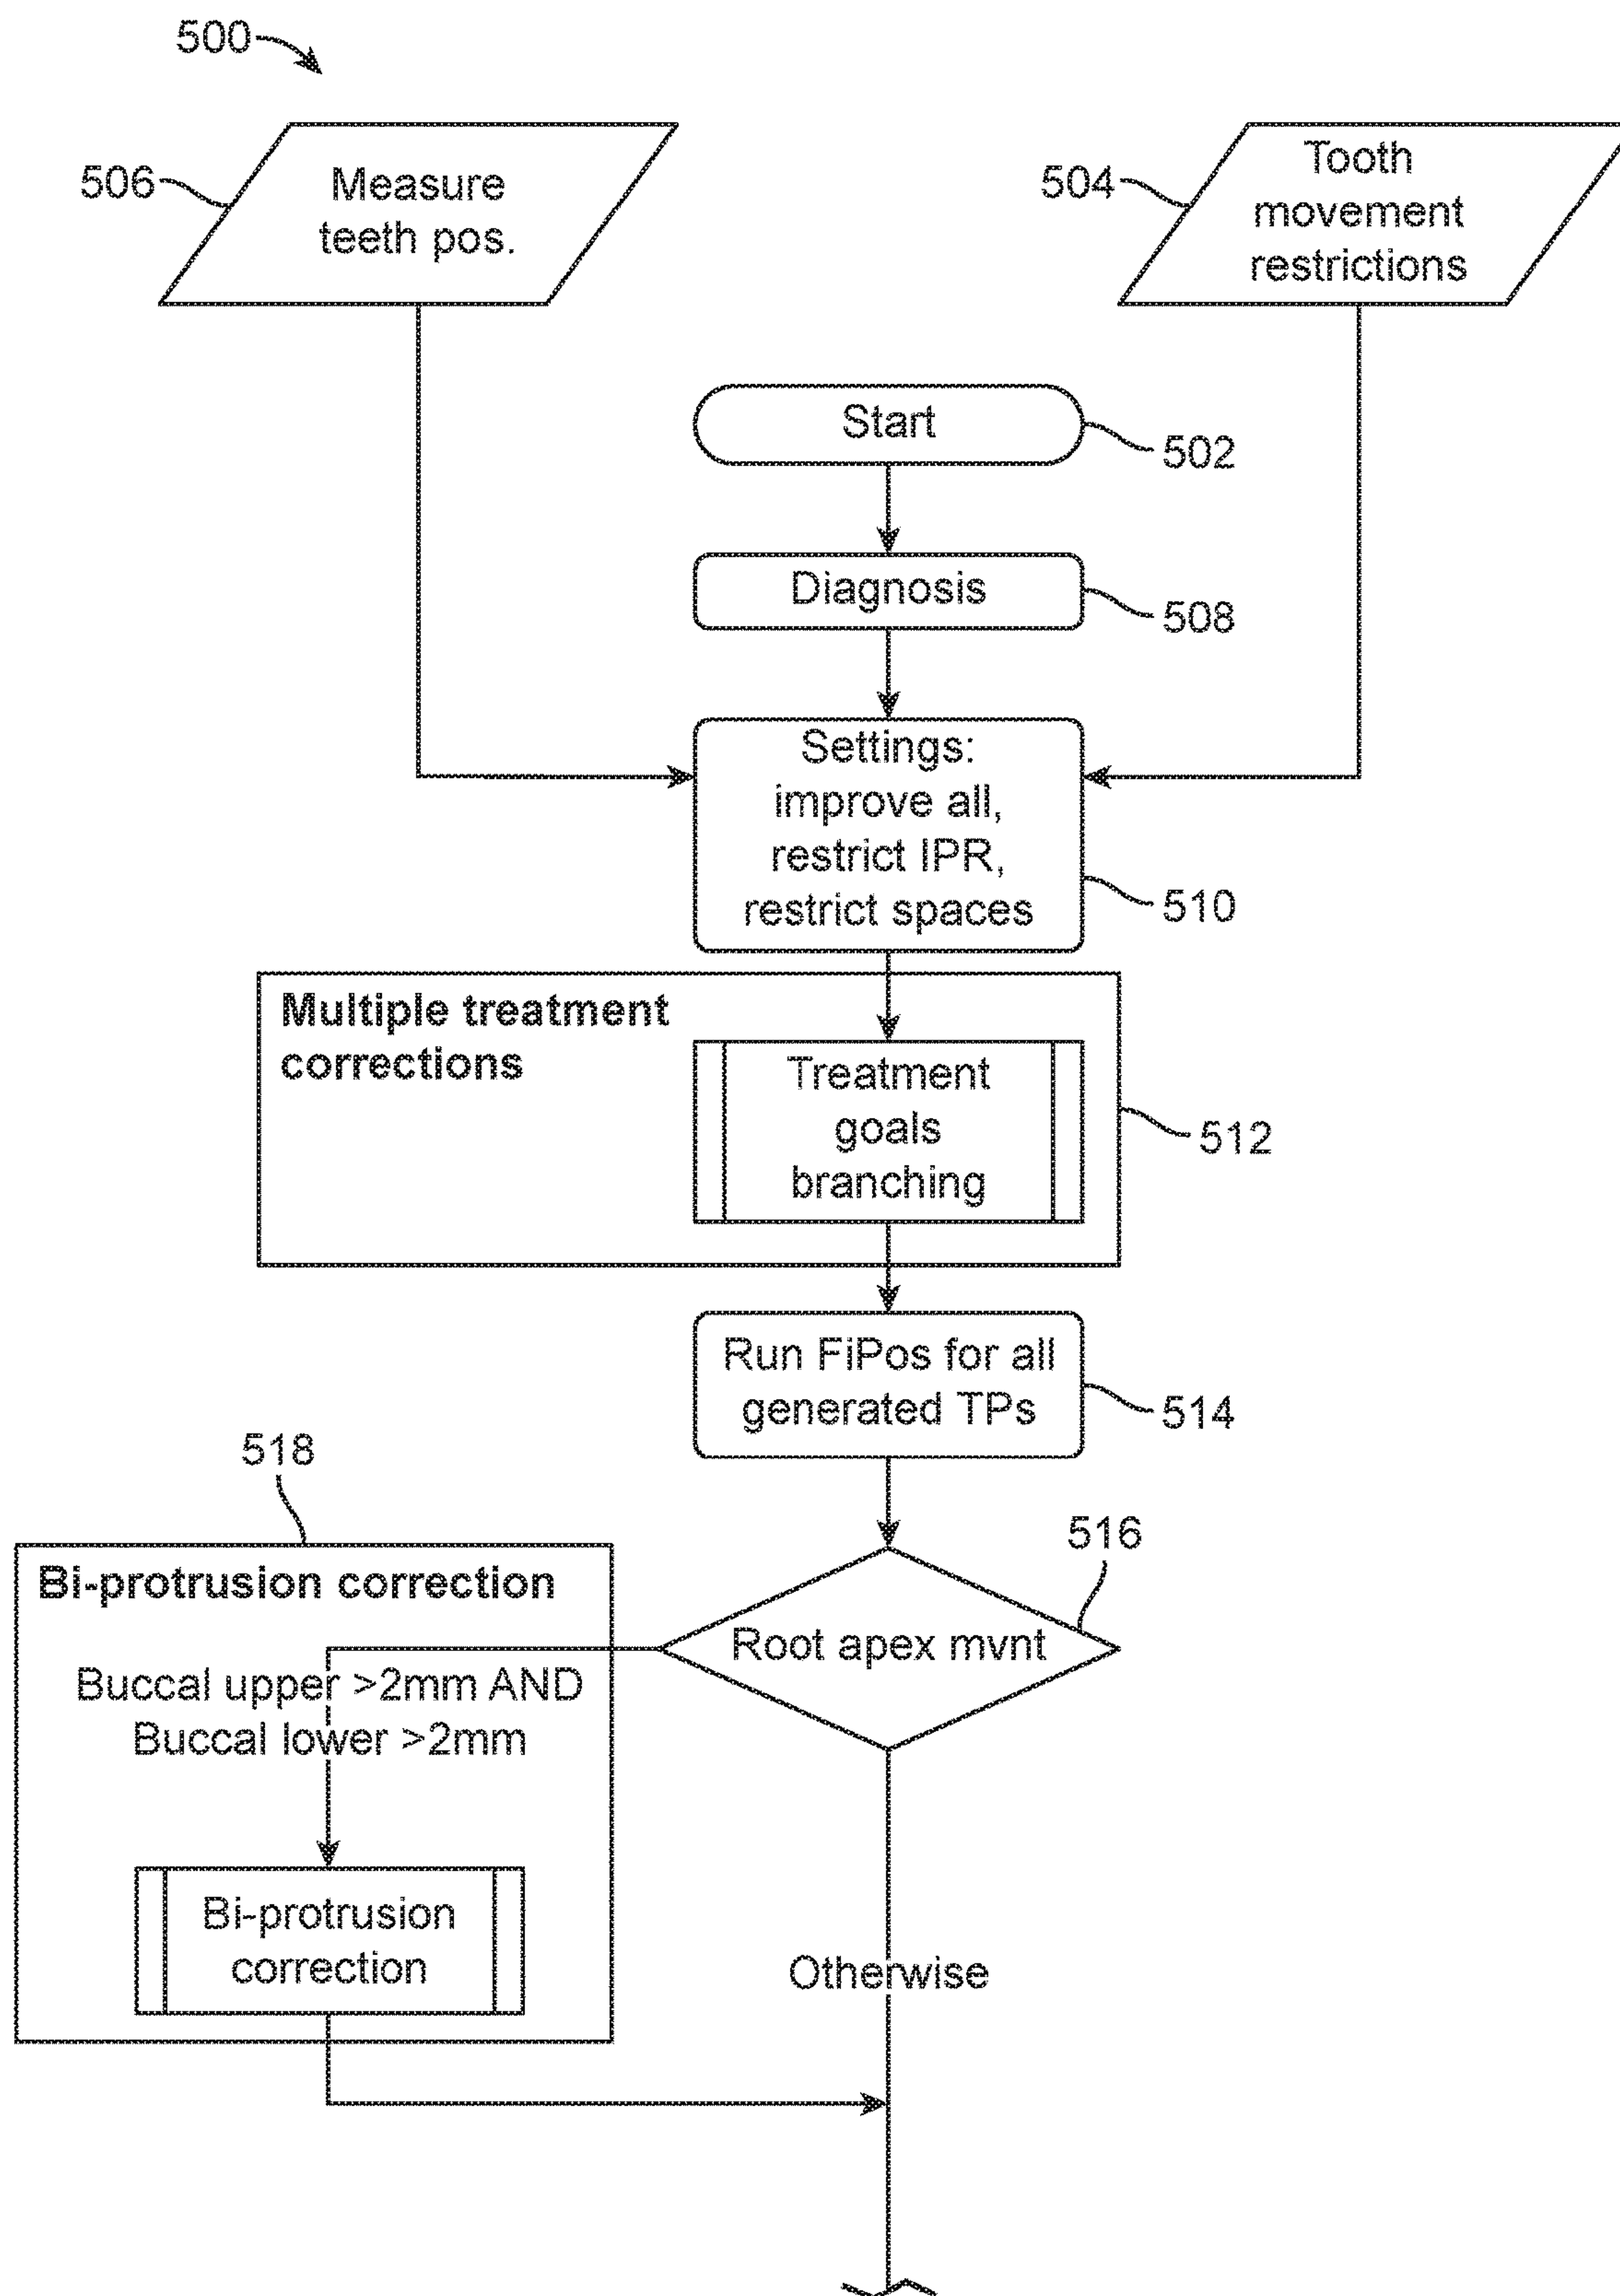 500
506
Measure
teeth pos.
504
Tooth
movement
restrictions
Start
502
Diagnosis
508
Settings:
improve all,
restrict IPR,
restrict spaces
510
Multiple treatment
corrections
Treatment
goals
branching
512
Run FiPos for all
generated TPs
514
518
516
Bi-protrusion correction
Root apex mvnt
Buccal upper >2mm AND
Buccal lower >2mm
Bi-protrusion
correction
Otherwise